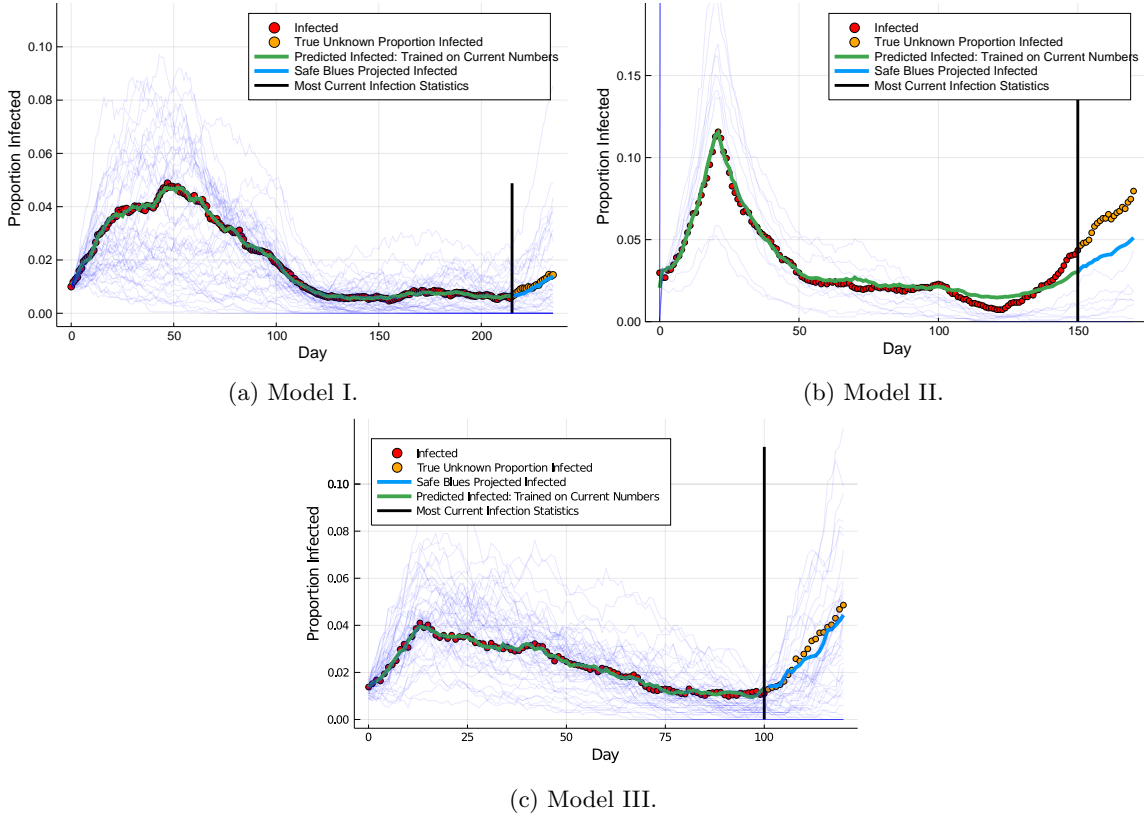 Infected
True Unknown Proportion Infected
Predicted Infected: Trained on Current Numbers
Safe Blues Projected Infected
Most Current Infection Statistics
Proportion Infected
0.10
0.08
0.06
0.04
0.02
0.00
0 50 100 150 200
Day
(a) Model I.
Infected
True Unknown Proportion Infected
Predicted Infected: Trained on Current Numbers
Safe Blues Projected Infected
Most Current Infection Statistics
Proportion Infected
0.15
0.10
0.05
0.00
0 50 100 150
Day
(b) Model II.
Infected
True Unknown Proportion Infected
Safe Blues Projected Infected
Predicted Infected: Trained on Current Numbers
Most Current Infection Statistics
Proportion Infected
0.10
0.08
0.06
0.04
0.02
0.00
0 25 50 75 100
Day
(c) Model III.